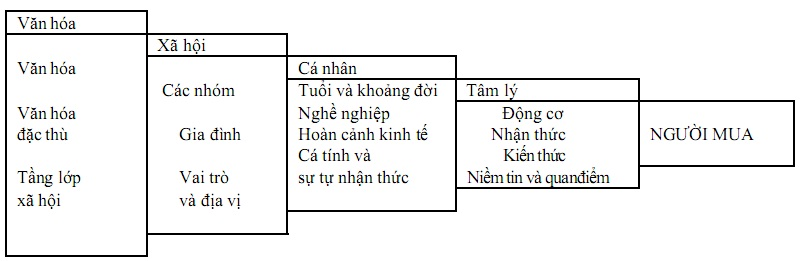 Văn hóa
Văn hóa
Văn hóa
đặc thù
Tầng lớp
xã hội
Xã hội
Các nhóm
Gia đình
Vai trò
và địa vị
Cá nhân
Tuổi và khoảng đời
Nghề nghiệp
Hoàn cảnh kinh tế
Cá tính và
sự tự nhận thức
Tâm lý
Động cơ
Nhận thức
Kiến thức
Niềm tin và quanđiểm
NGƯỜI MUA